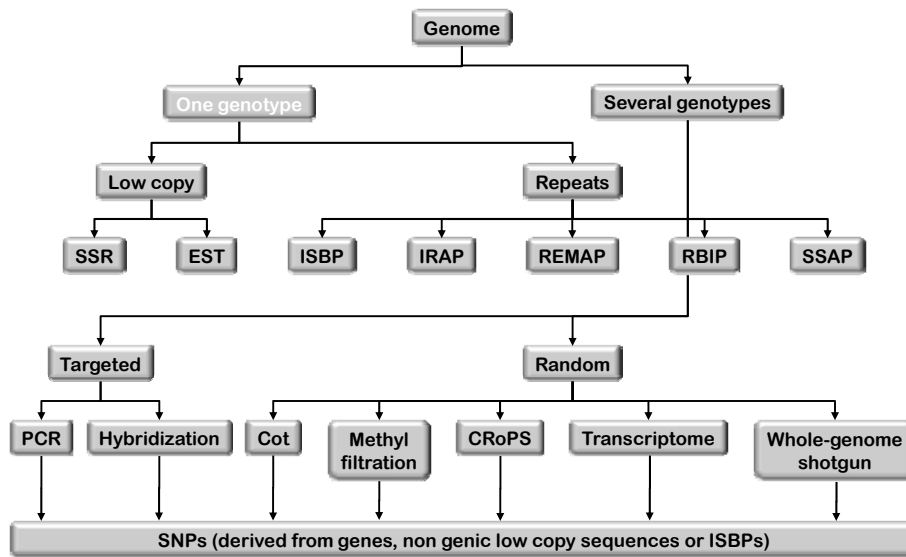 Genome
One genotype
Several genotypes
Low copy
Repeats
SSR
EST
ISBP
IRAP
REMAP
RBIP
SSAP
Targeted
Random
PCR
Hybridization
Cot
Methyl
filtration
CRoPS
Transcriptome
Whole-genome
shotgun
SNPs (derived from genes, non genic low copy sequences or ISBPs)